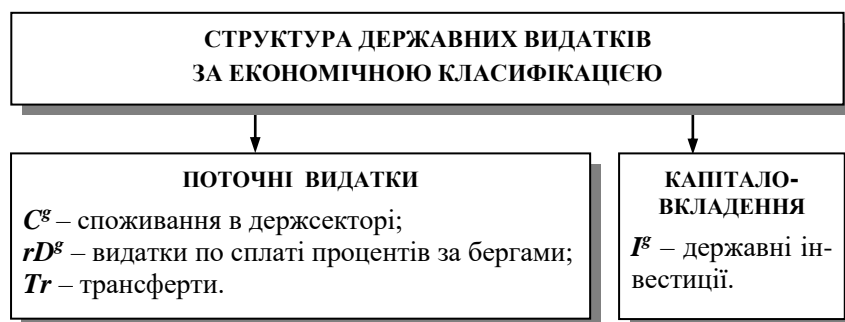 СТРУКТУРА ДЕРЖАВНИХ ВИДАТКІВ
ЗА ЕКОНОМІЧНОЮ КЛАСИФІКАЦІЄЮ
ПОТОЧНІ ВИДАТКИ
Cᵍ – споживання в держсекторі;
rDᵍ – видатки по сплаті процентів за бергами;
Tr – трансферти.
КАПІТАЛО-
ВКЛАДЕННЯ
Iᵍ – державні ін-
вестиції.